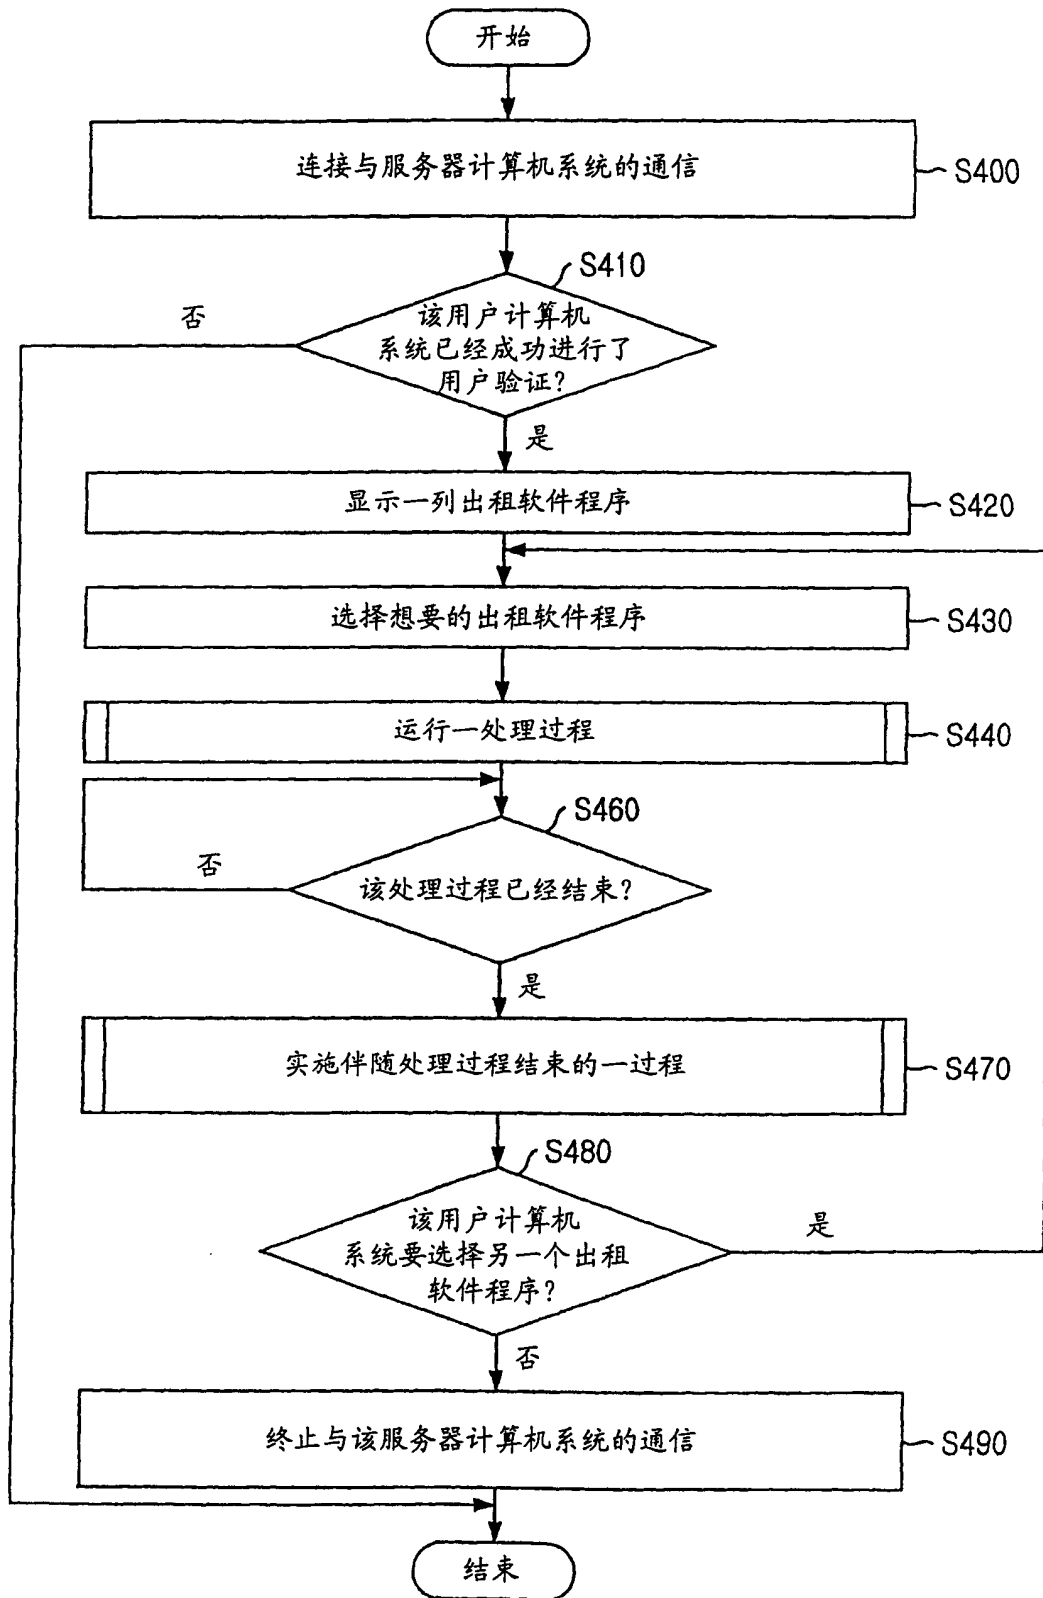 开始
连接与服务器计算机系统的通信
S400
S410
否
该用户计算机
系统已经成功进行了
用户验证?
是
显示一列出租软件程序
S420
选择想要的出租软件程序
S430
运行一处理过程
S440
S460
否
该处理过程已经结束?
是
实施伴随处理过程结束的一过程
S470
S480
该用户计算机
系统要选择另一个出租
软件程序?
是
否
终止与该服务器计算机系统的通信
S490
结束